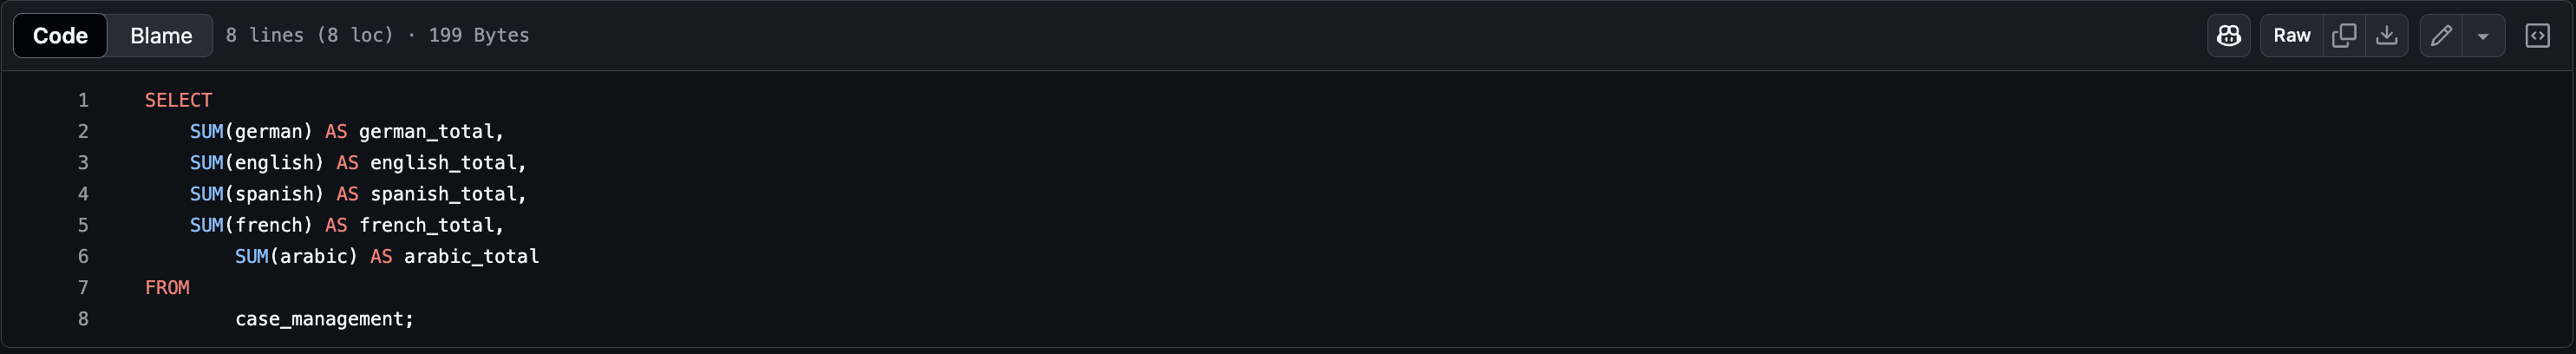 Code Blame 8 lines (8 loc) · 199 Bytes Raw
1 SELECT
2     SUM(german) AS german_total,
3     SUM(english) AS english_total,
4     SUM(spanish) AS spanish_total,
5     SUM(french) AS french_total,
6         SUM(arabic) AS arabic_total
7 FROM
8         case_management;